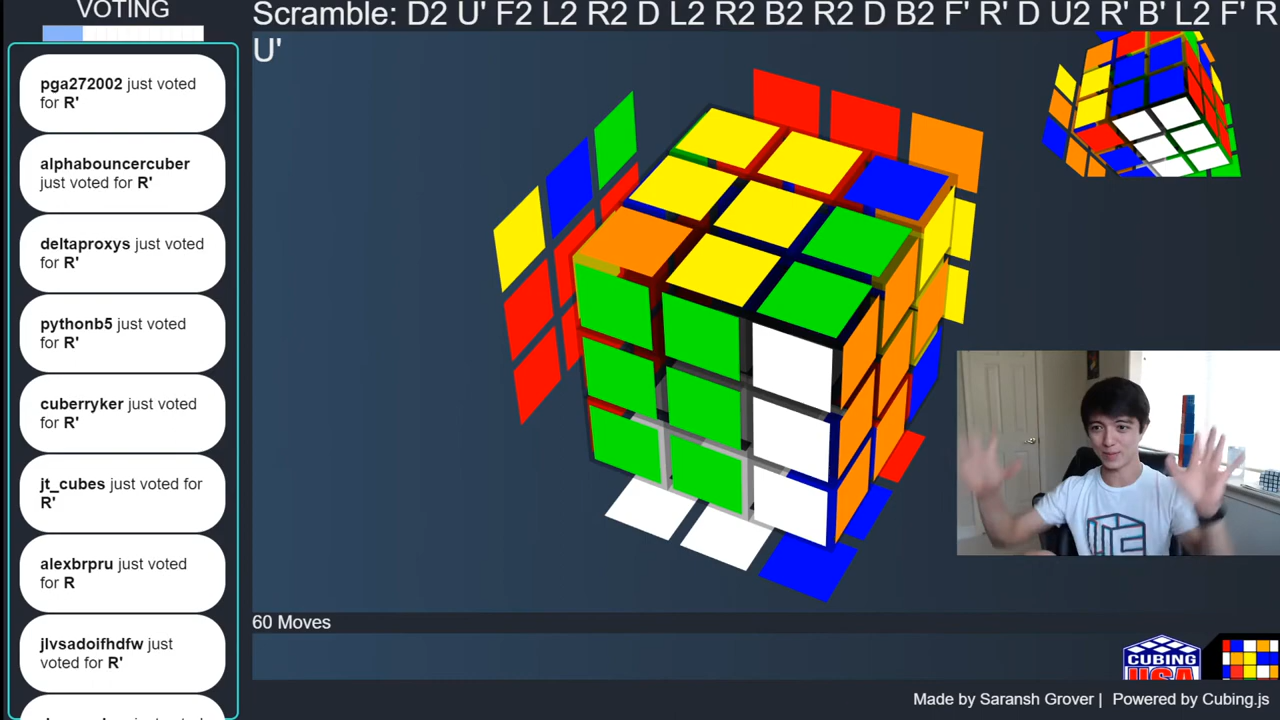 VOTING
Scramble: D2 U' F2 L2 R2 D L2 R2 B2 R2 D B2 F' R' D U2 R' B' L2 F' R
U'
pga272002 just voted
for R'
alphabouncercuber
just voted for R'
deltaproxys just voted
for R'
pythonb5 just voted
for R'
cuberryker just voted
for R'
jt_cubes just voted for
R'
alexbrpru just voted
for R
jlvsadoifhdfw just
voted for R'
60 Moves
CUBING
USA
Made by Saransh Grover | Powered by Cubing.js